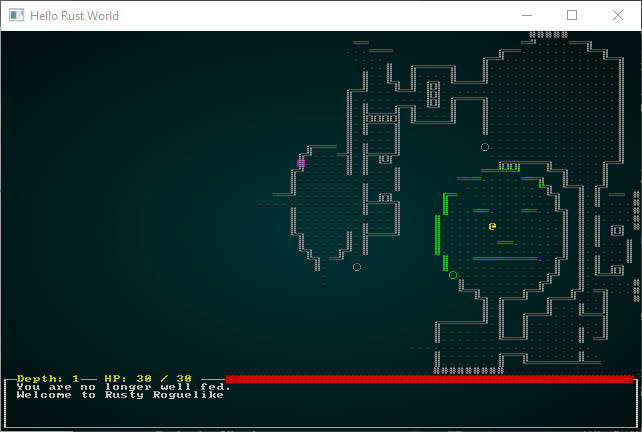 Hello Rust World
@
Depth: 1 HP: 30 / 30
You are no longer well fed.
Welcome to Rusty Roguelike